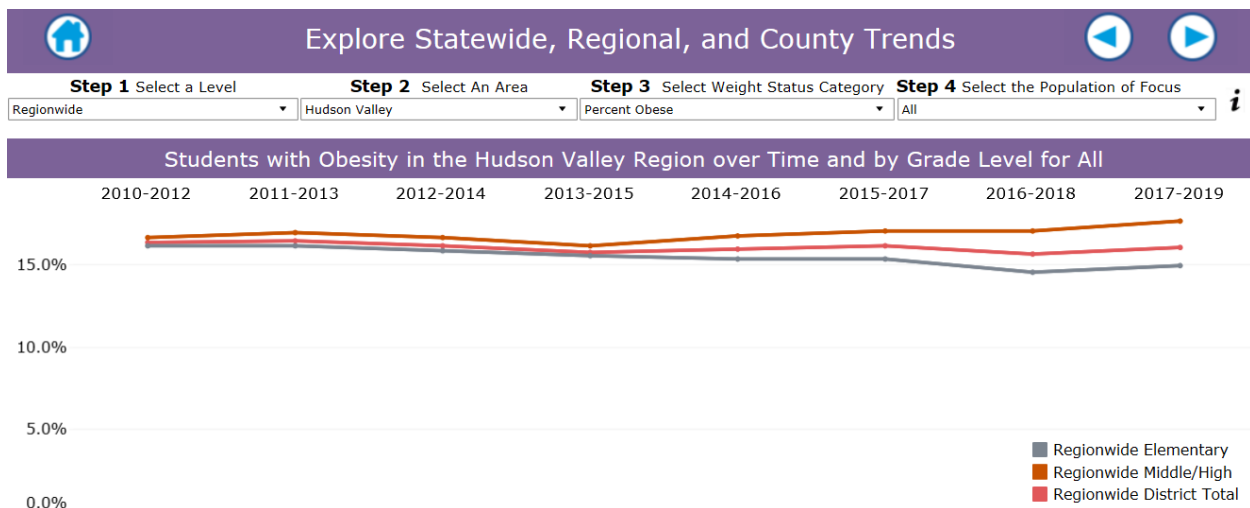 Explore Statewide, Regional, and County Trends
Step 1 Select a Level
Step 2 Select An Area
Step 3 Select Weight Status Category
Step 4 Select the Population of Focus
i
Regionwide
Hudson Valley
Percent Obese
All
Students with Obesity in the Hudson Valley Region over Time and by Grade Level for All
2010-2012 2011-2013 2012-2014 2013-2015 2014-2016 2015-2017 2016-2018 2017-2019
15.0%
10.0%
5.0%
0.0%
Regionwide Elementary
Regionwide Middle/High
Regionwide District Total